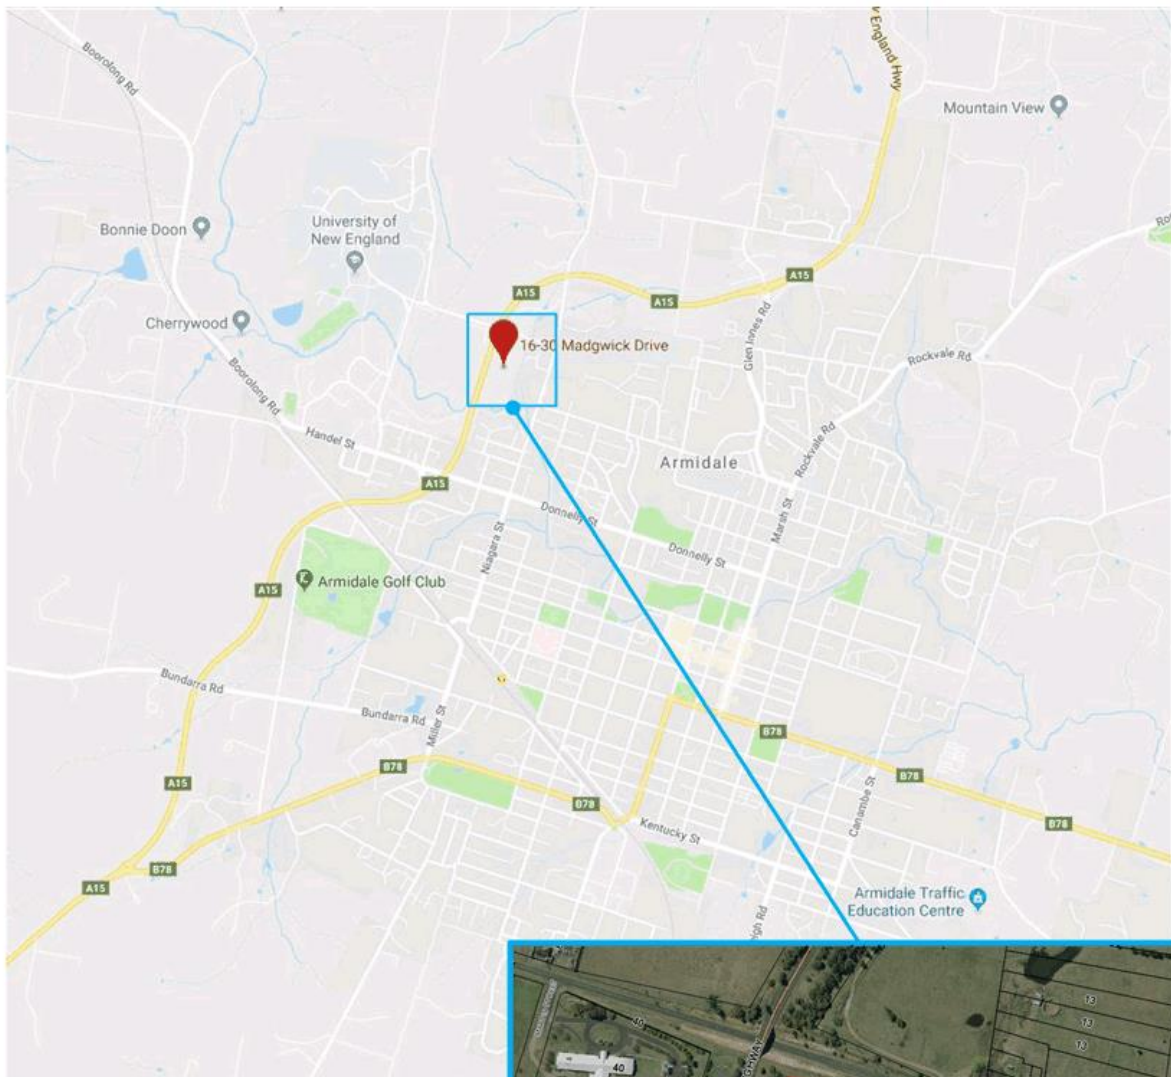 Boorolong Rd
England Hwy
Mountain View
Bonnie Doon
University of
New England
A15
A15
A15
Cherrywood
16-30 Madgwick Drive
Glen Innes Rd
Rockvale Rd
Boorolong Rd
Handel St
Armidale
Rockvale Rd
A15
Donnelly St
Marsh St
Niagara St
Donnelly St
Armidale Golf Club
A15
Bundarra Rd
Bundarra Rd
Miller St
B78
B78
B78
A15
B78
Canambe St
B78
Kentucky St
B78
A15
Armidale Traffic
Education Centre
Rd
13
13
13
40
40